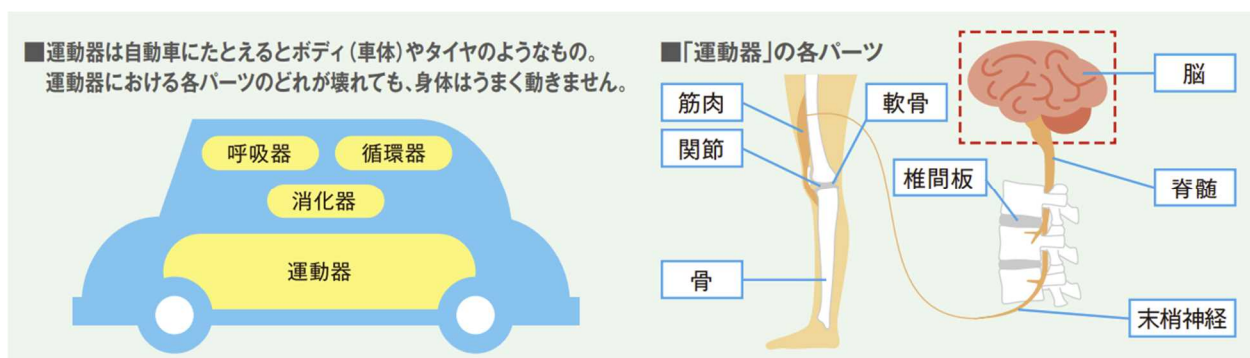 ■運動器は自動車にたとえるとボディ（車体）やタイヤのようなもの。
運動器における各パーツのどれが壊れても、身体はうまく動きません。
呼吸器
循環器
消化器
運動器
■「運動器」の各パーツ
筋肉
軟骨
脳
関節
椎間板
脊髄
骨
末梢神経